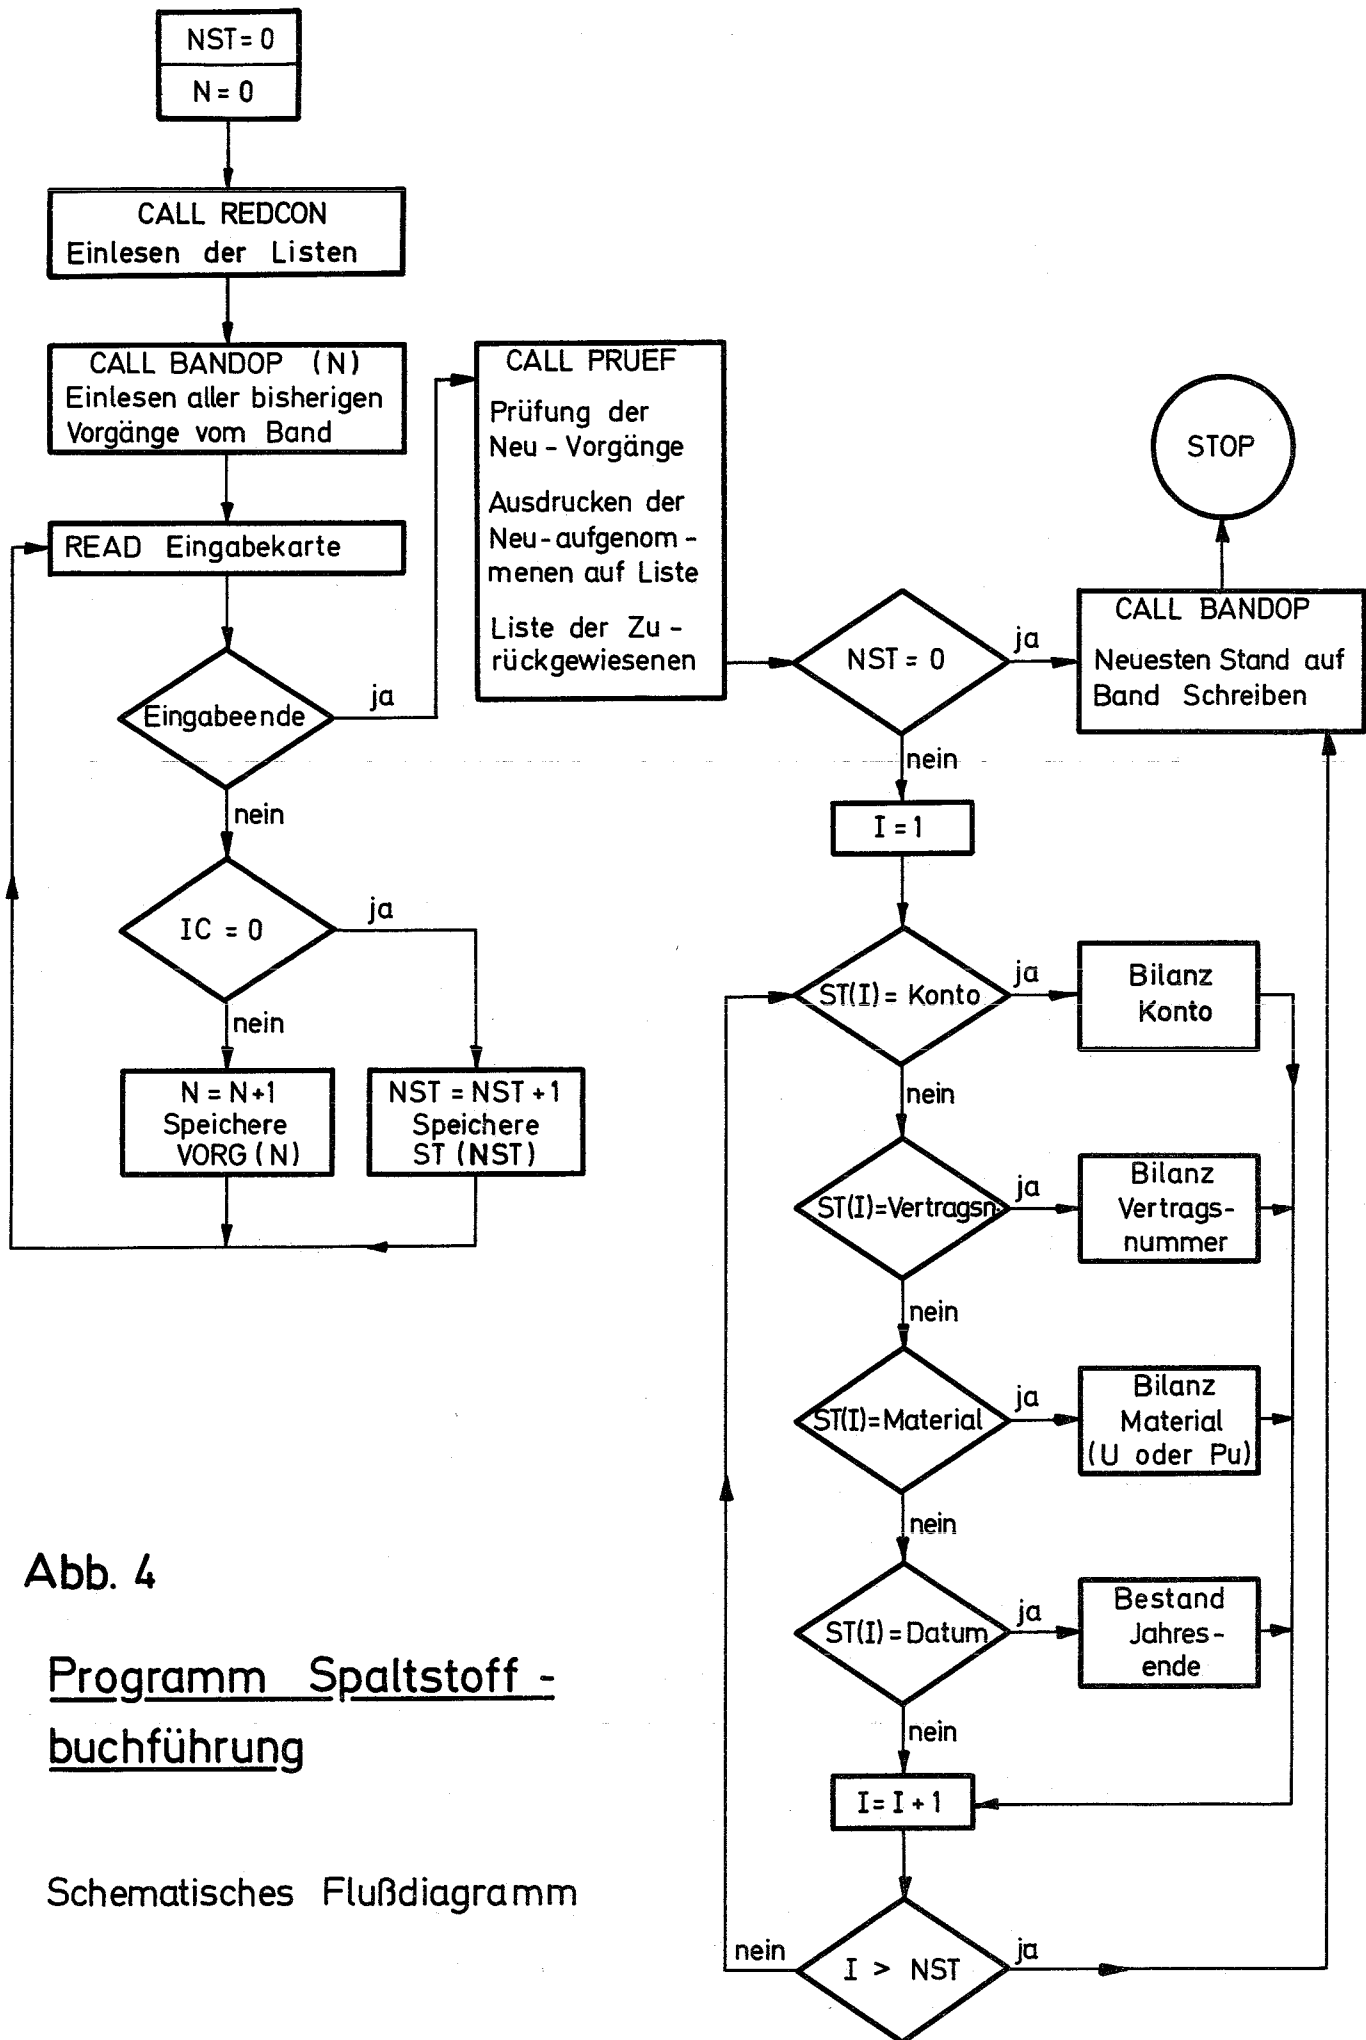 NST = 0
N = 0
CALL REDCON
Einlesen der Listen
CALL BANDOP (N)
Einlesen aller bisherigen
Vorgänge vom Band
READ Eingabekarte
Eingabeende
ja
nein
IC = 0
ja
nein
N = N+1
Speichere
VORG (N)
NST = NST + 1
Speichere
ST (NST)
CALL PRUEF
Prüfung der
Neu - Vorgänge
Ausdrucken der
Neu-aufgenom -
menen auf Liste
Liste der Zu -
rückgewiesenen
NST = 0
ja
nein
CALL BANDOP
Neuesten Stand auf
Band Schreiben
STOP
I = 1
ST(I) = Konto
ja
Bilanz
Konto
nein
ST(I)=Vertragsn.
ja
Bilanz
Vertrags-
nummer
nein
ST(I)=Material
ja
Bilanz
Material
(U oder Pu)
nein
ST(I)=Datum
ja
Bestand
Jahres-
ende
nein
I = I + 1
I > NST
nein
ja
Abb. 4
Programm Spaltstoff -
buchführung
Schematisches Flußdiagramm